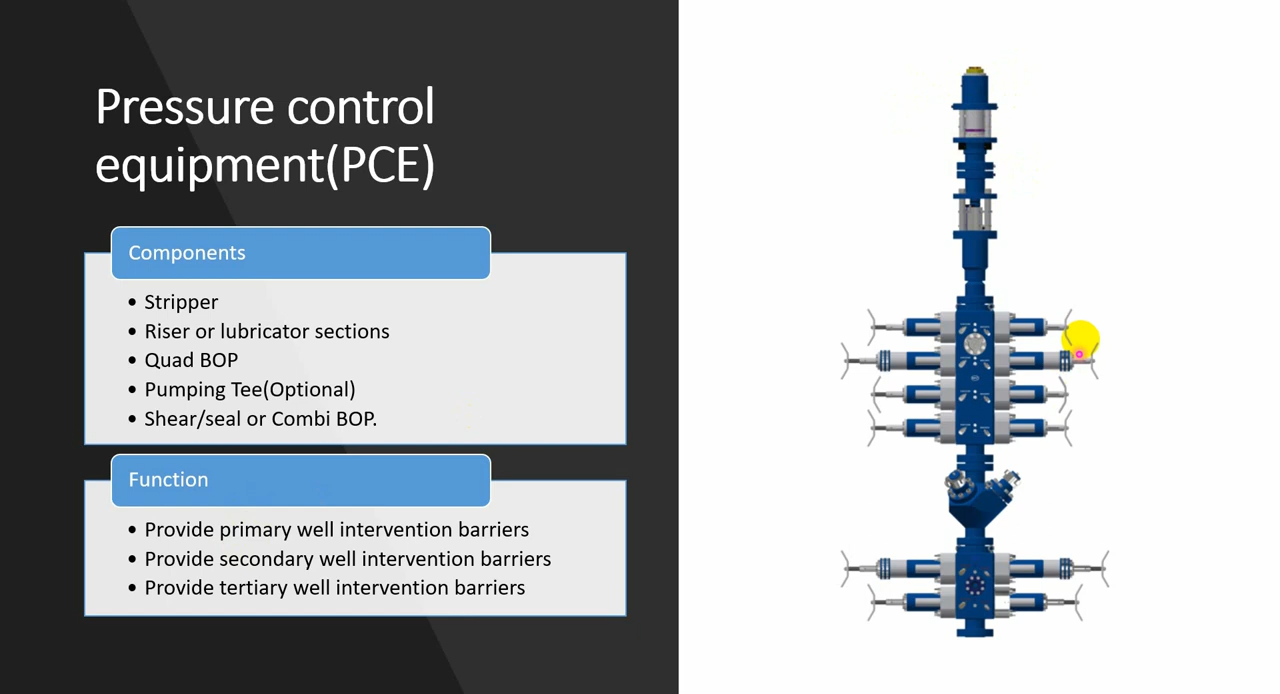 Pressure control
equipment(PCE)
Components
• Stripper
• Riser or lubricator sections
• Quad BOP
• Pumping Tee(Optional)
• Shear/seal or Combi BOP.
Function
• Provide primary well intervention barriers
• Provide secondary well intervention barriers
• Provide tertiary well intervention barriers